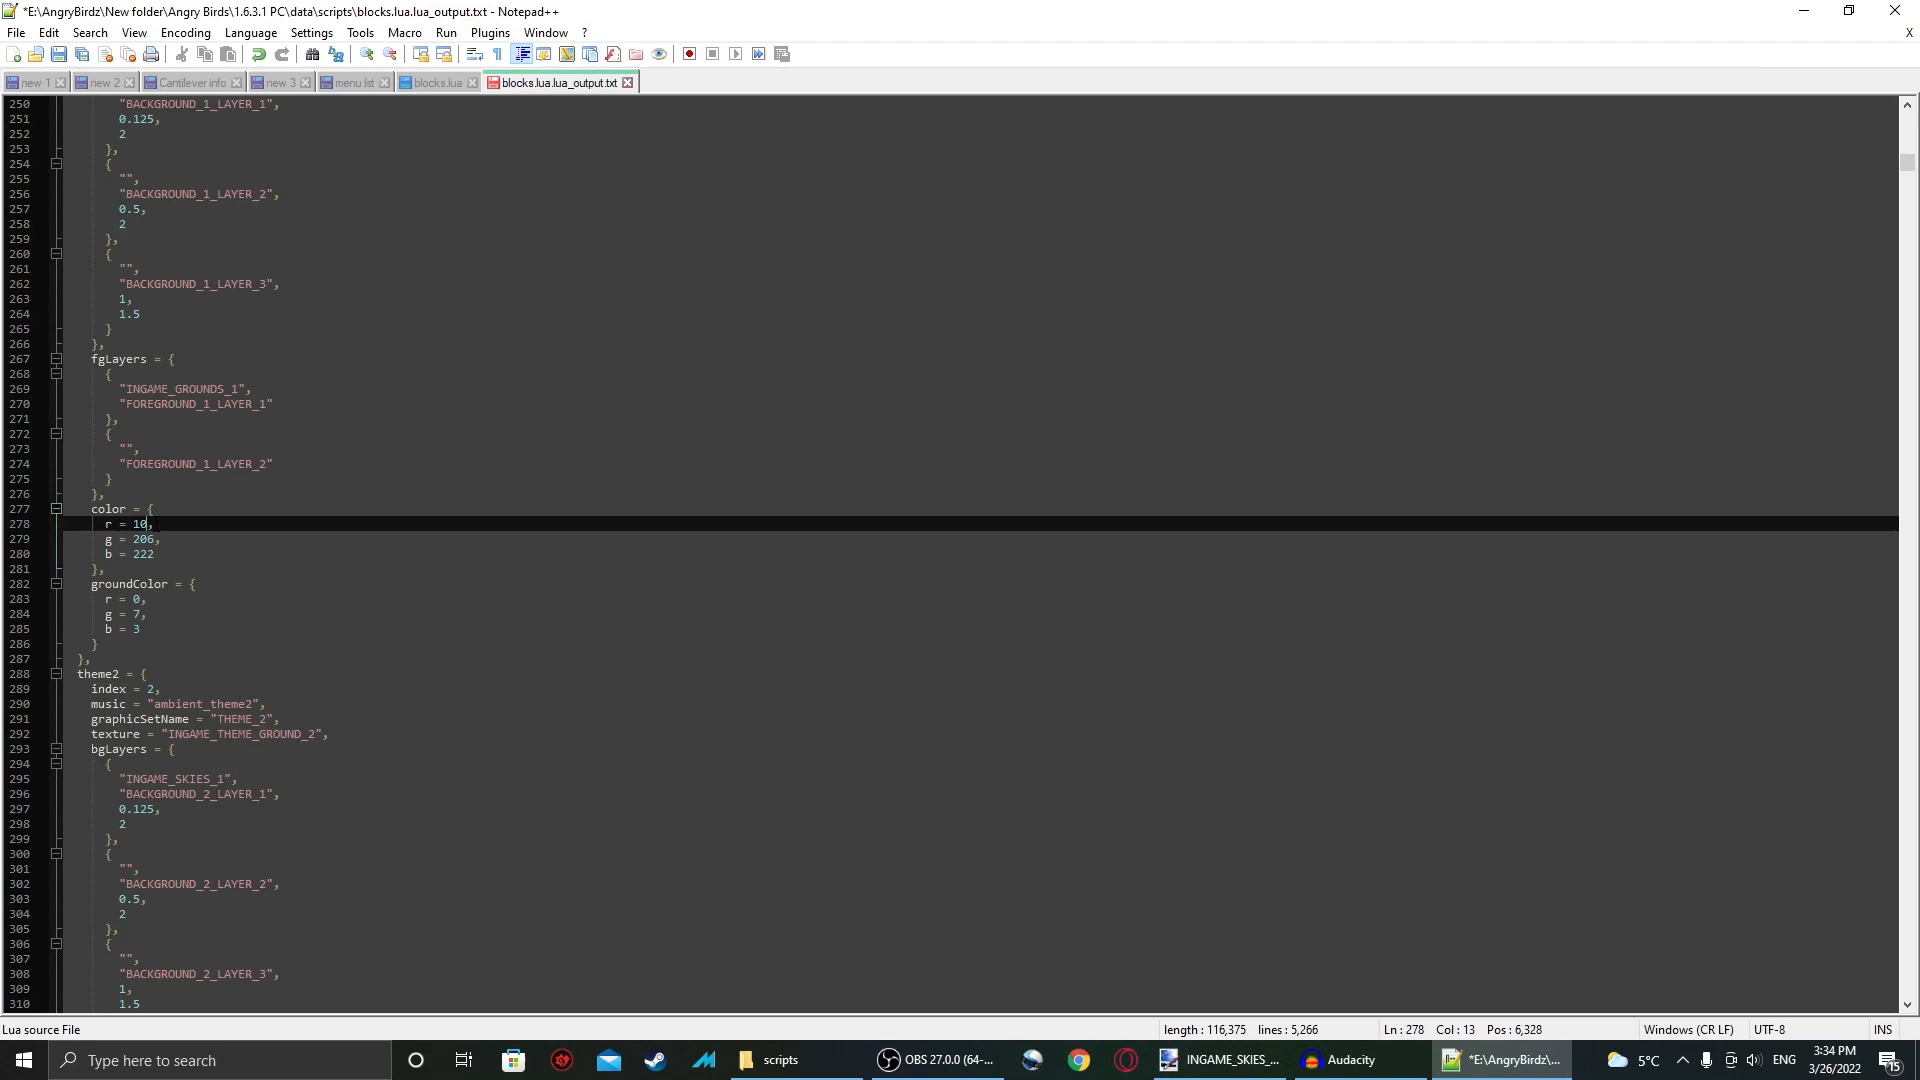 *E:\AngryBirdz\New folder\Angry Birds\1.6.3.1 PC\data\scripts\blocks.lua.lua_output.txt - Notepad++
File Edit Search View Encoding Language Settings Tools Macro Run Plugins Window ? X
new 1 new 2 Cantilever info new 3 menu.lst blocks.lua blocks.lua.lua_output.txt
250 "BACKGROUND_1_LAYER_1",
251 0.125,
252 2
253 },
254 {
255 "",
256 "BACKGROUND_1_LAYER_2",
257 0.5,
258 2
259 },
260 {
261 "",
262 "BACKGROUND_1_LAYER_3",
263 1,
264 1.5
265 }
266 },
267 fgLayers = {
268 {
269 "INGAME_GROUNDS_1",
270 "FOREGROUND_1_LAYER_1"
271 },
272 {
273 "",
274 "FOREGROUND_1_LAYER_2"
275 }
276 },
277 color = {
278 r = 10,
279 g = 206,
280 b = 222
281 },
282 groundColor = {
283 r = 0,
284 g = 7,
285 b = 3
286 }
287 },
288 theme2 = {
289 index = 2,
290 music = "ambient_theme2",
291 graphicSetName = "THEME_2",
292 texture = "INGAME_THEME_GROUND_2",
293 bgLayers = {
294 {
295 "INGAME_SKIES_1",
296 "BACKGROUND_2_LAYER_1",
297 0.125,
298 2
299 },
300 {
301 "",
302 "BACKGROUND_2_LAYER_2",
303 0.5,
304 2
305 },
306 {
307 "",
308 "BACKGROUND_2_LAYER_3",
309 1,
310 1.5
Lua source File length : 116,375 lines : 5,266 Ln : 278 Col : 13 Pos : 6,328 Windows (CR LF) UTF-8 INS
Type here to search scripts OBS 27.0.0 (64-... INGAME_SKIES_... Audacity *E:\AngryBirdz\... 5°C ENG 3:34 PM
3/26/2022 15